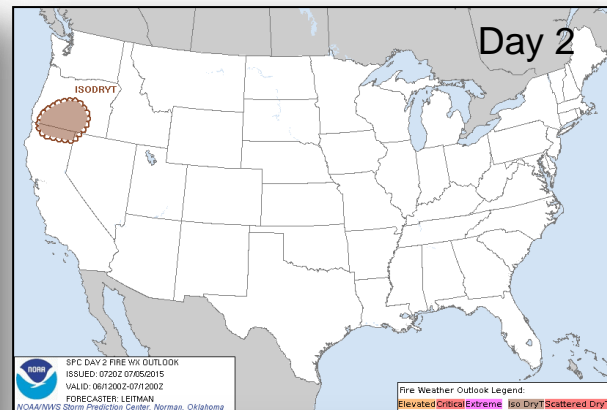 Day 2
ISODRYT
NOAA
SPC DAY 2 FIRE WX OUTLOOK
ISSUED: 0720Z 07/05/2015
VALID: 06/1200Z-07/1200Z
FORECASTER: LEITMAN
NOAA/NWS Storm Prediction Center, Norman, Oklahoma
Fire Weather Outlook Legend:
Elevated Critical Extreme Iso DryT Scattered DryT